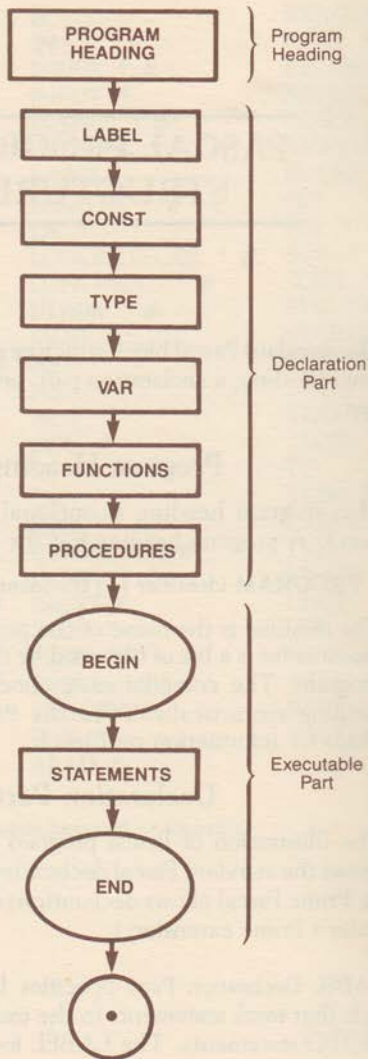 PROGRAM
HEADING
Program
Heading
LABEL
CONST
TYPE
VAR
FUNCTIONS
PROCEDURES
Declaration
Part
BEGIN
STATEMENTS
END
Executable
Part